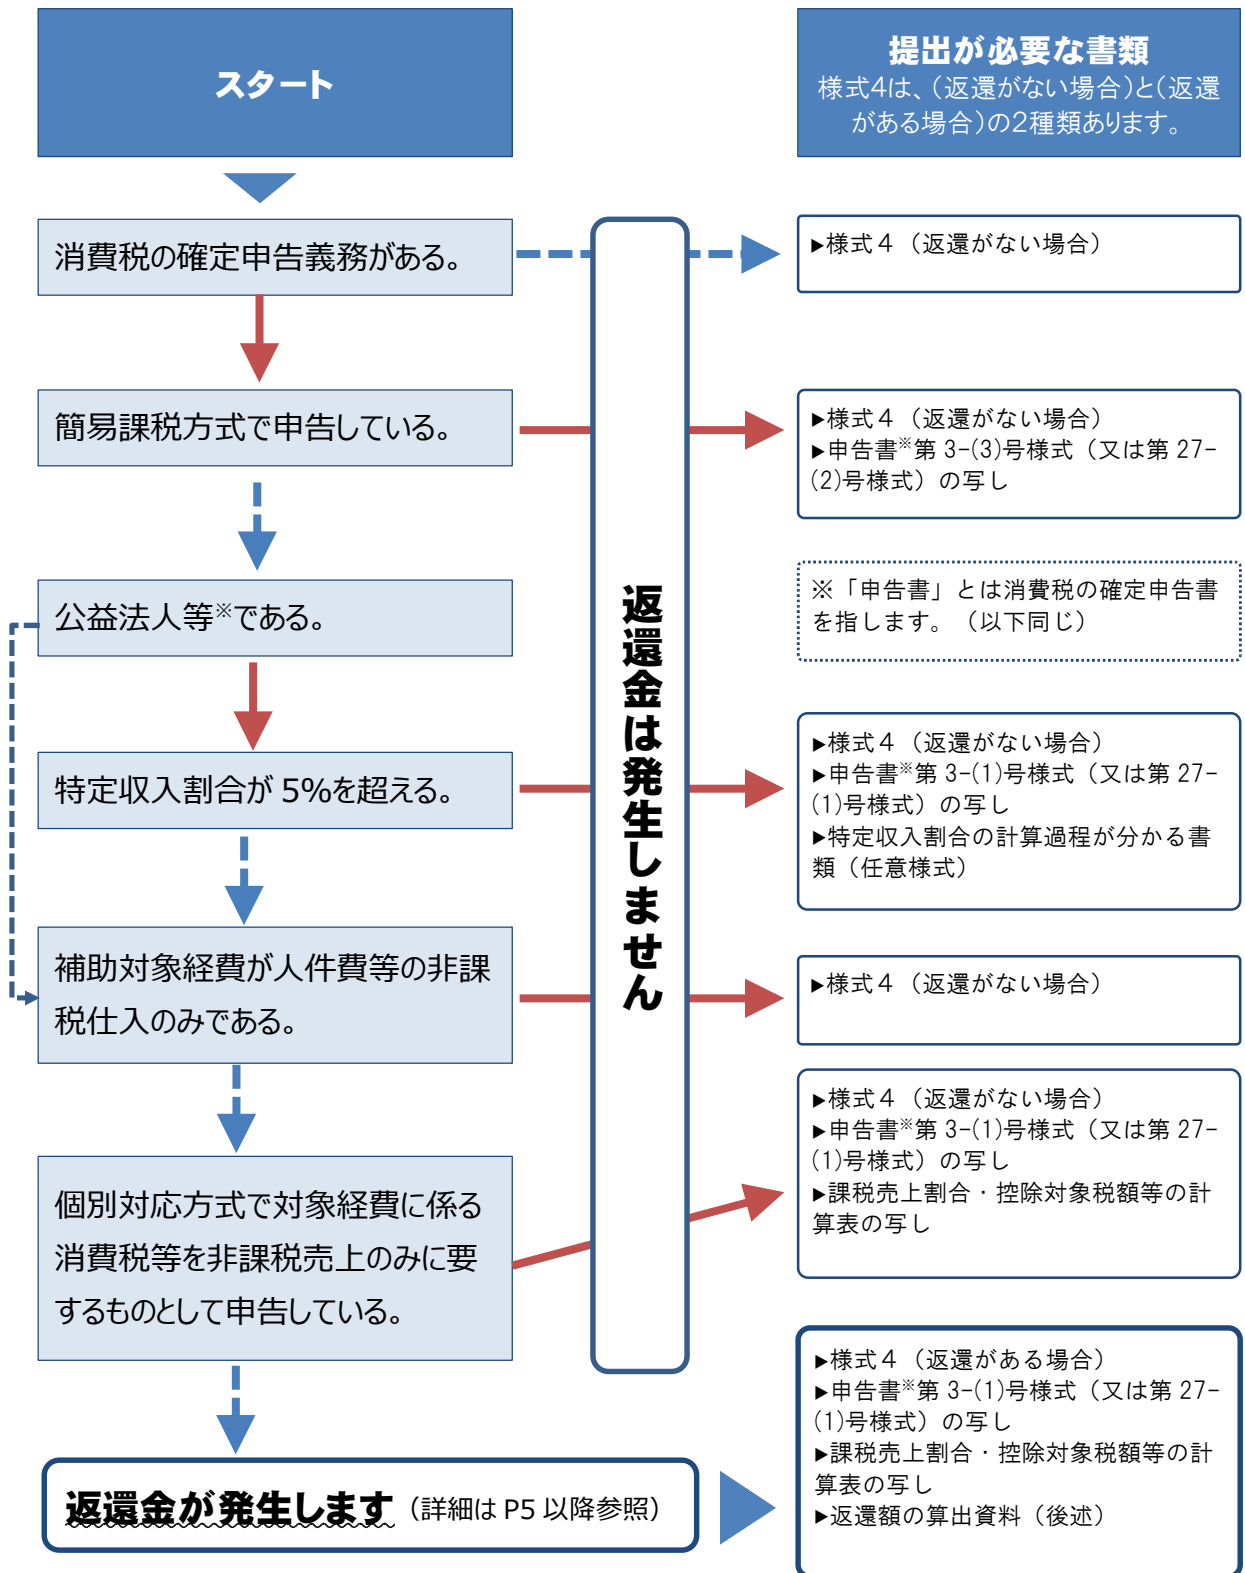 スタート
提出が必要な書類
様式4は、（返還がない場合）と（返還
がある場合）の2種類あります。
消費税の確定申告義務がある。
▶様式４（返還がない場合）
簡易課税方式で申告している。
▶様式４（返還がない場合）
▶申告書※第 3-(3)号様式（又は第 27-
(2)号様式）の写し
公益法人等※である。
※「申告書」とは消費税の確定申告書
を指します。（以下同じ）
返還金は発生しません
特定収入割合が 5%を超える。
▶様式４（返還がない場合）
▶申告書※第 3-(1)号様式（又は第 27-
(1)号様式）の写し
▶特定収入割合の計算過程が分かる書
類（任意様式）
補助対象経費が人件費等の非課
税仕入のみである。
▶様式４（返還がない場合）
個別対応方式で対象経費に係る
消費税等を非課税売上のみに要
するものとして申告している。
▶様式４（返還がない場合）
▶申告書※第 3-(1)号様式（又は第 27-
(1)号様式）の写し
▶課税売上割合・控除対象税額等の計
算表の写し
返還金が発生します（詳細は P5 以降参照）
▶様式４（返還がある場合）
▶申告書※第 3-(1)号様式（又は第 27-
(1)号様式）の写し
▶課税売上割合・控除対象税額等の計
算表の写し
▶返還額の算出資料（後述）